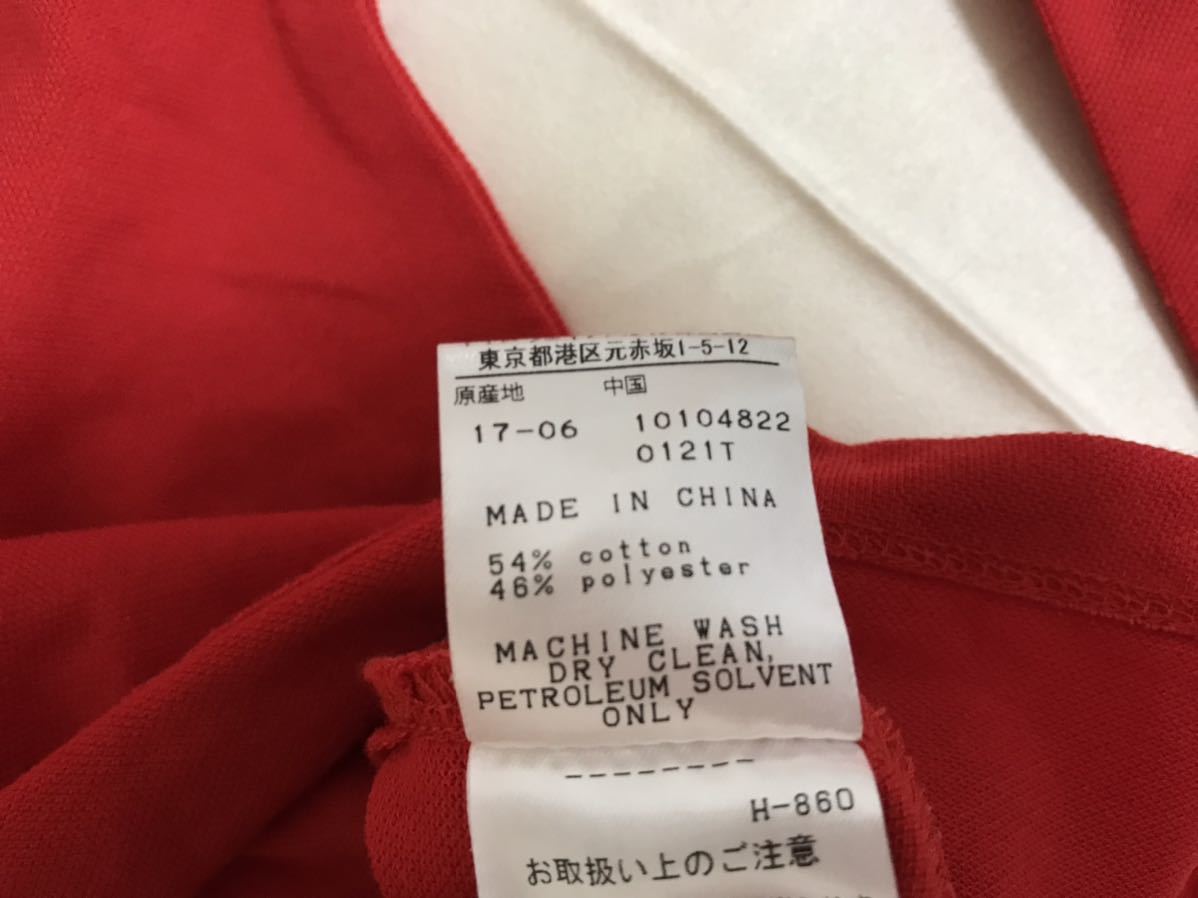 東京都港区元赤坂1-5-12
原産地 中国
17-06 10104822
0121T
MADE IN CHINA
54% cotton
46% polyester
MACHINE WASH
DRY CLEAN,
PETROLEUM SOLVENT
ONLY
--------
H-860
お取扱い上のご注意